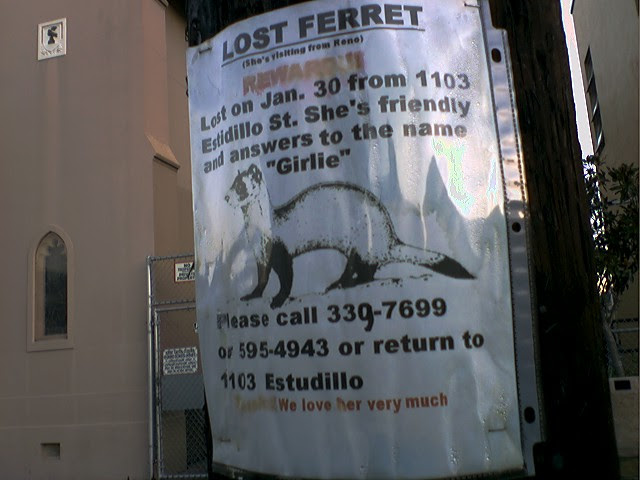 LOST FERRET
(She's visiting from Reno)
REWARD!!!
Lost on Jan. 30 from 1103
Estidillo St. She's friendly
and answers to the name
"Girlie"
Please call 339-7699
or 595-4943 or return to
1103 Estudillo
We love her very much